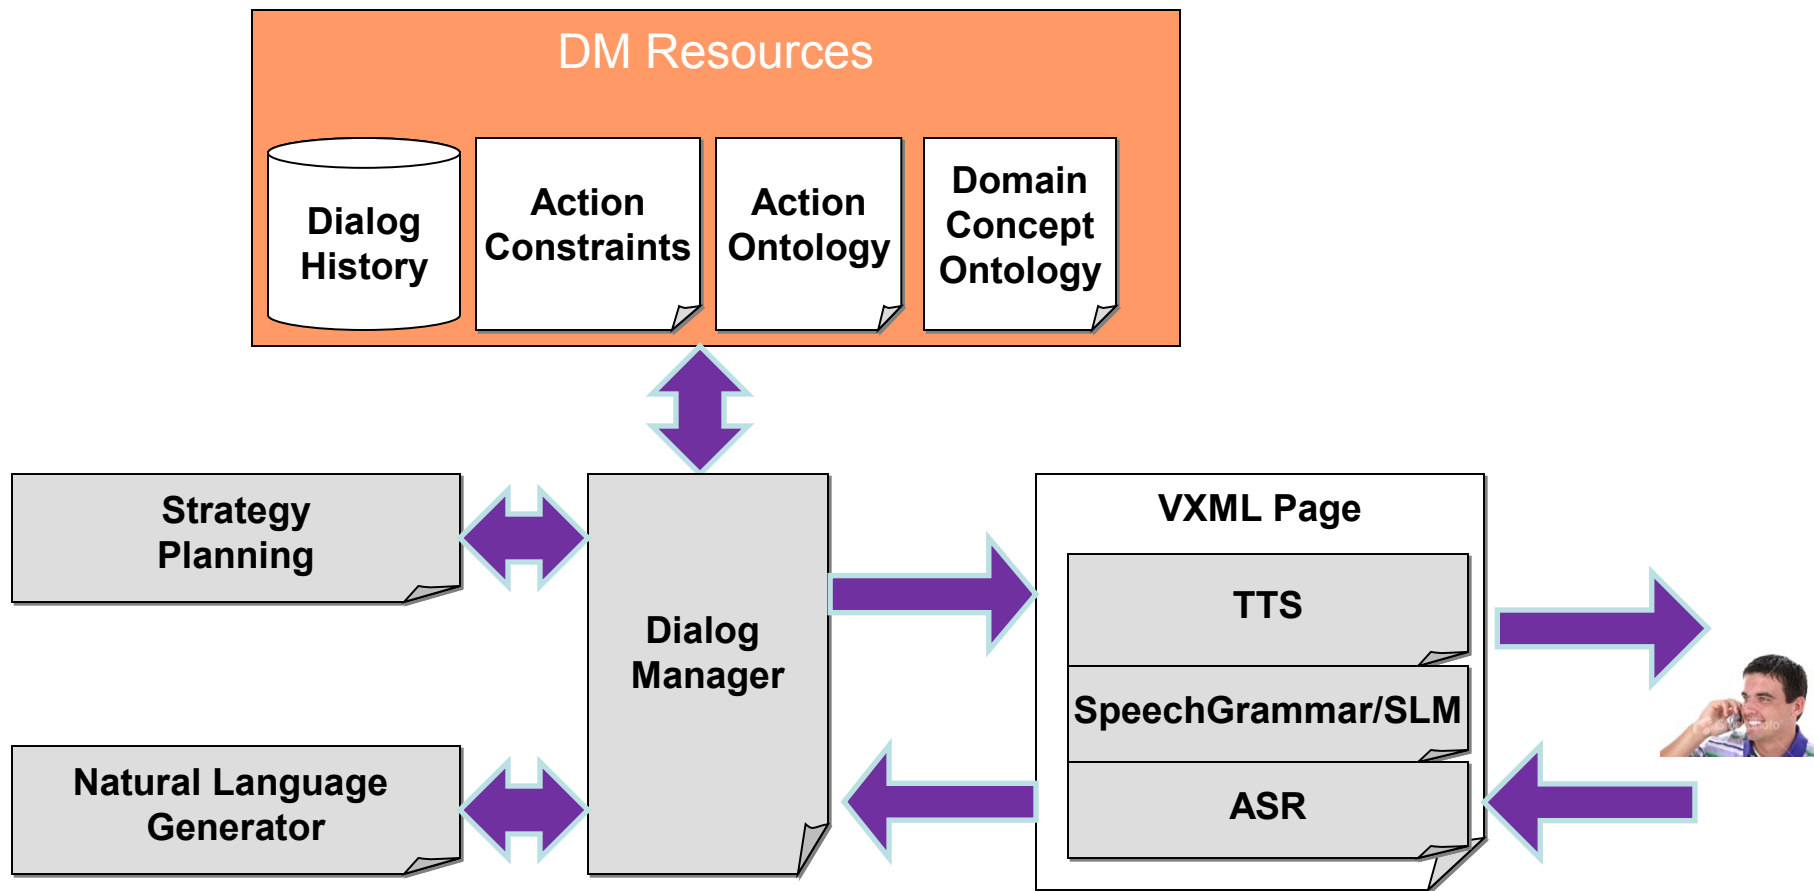 DM Resources
Dialog
History
Action
Constraints
Action
Ontology
Domain
Concept
Ontology
Strategy
Planning
Dialog
Manager
Natural Language
Generator
VXML Page
TTS
SpeechGrammar/SLM
ASR